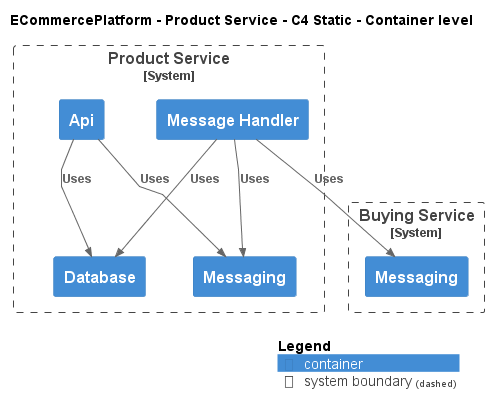 ECommercePlatform - Product Service - C4 Static - Container level
Product Service
[System]
Api
Message Handler
Uses
Uses
Uses
Uses
Uses
Buying Service
[System]
Database
Messaging
Messaging
Legend
container
system boundary (dashed)